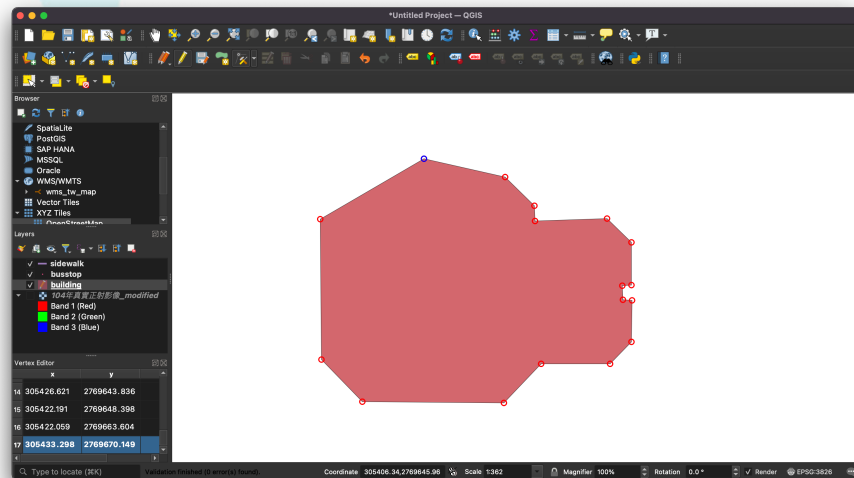 *Untitled Project — QGIS
Browser
SpatiaLite
PostGIS
SAP HANA
MSSQL
Oracle
WMS/WMTS
wms_tw_map
Vector Tiles
XYZ Tiles
OpenStreetMap
Layers
sidewalk
busstop
building
104年真實正射影像_modified
Band 1 (Red)
Band 2 (Green)
Band 3 (Blue)
Vertex Editor
x y
14 305426.621 2769643.836
15 305422.191 2769648.398
16 305422.059 2769663.604
17 305433.298 2769670.149
Type to locate (⌘K) Validation finished (0 error(s) found). Coordinate 305406.34,2769645.96 Scale 1:362 Magnifier 100% Rotation 0.0 ° Render EPSG:3826